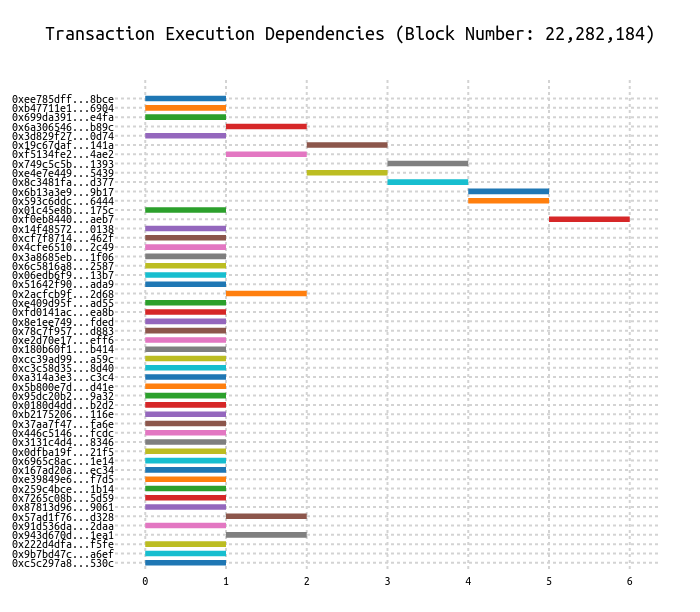 Transaction Execution Dependencies (Block Number: 22,282,184)
0xee785dff...8bce
0xb47711e1...6904
0x699da391...e4fa
0x6a306546...b89c
0x3d829f27...0d74
0x19c67daf...141a
0xf5134fe2...4ae2
0x749c5c5b...1393
0xe4e7e449...5439
0x8c3481fa...d377
0x6b13a3e9...9b17
0x593c6ddc...6444
0x01c45e8b...175c
0xf0eb8440...aeb7
0x14f48572...0138
0xcf7f8714...462f
0x4cfe6510...2c49
0x3a8685eb...1f06
0x6c5816a8...2587
0x06edb6f9...13b7
0x51642f90...ada9
0x2acfcb9f...2d68
0xe409d95f...ad55
0xfd0141ac...ea8b
0x8e1ee749...fded
0x78c7f957...d883
0xe2d70e17...eff6
0x180b60f1...b414
0xcc39ad99...a59c
0xc3c58d35...8d40
0xa314a3e3...c3c4
0x5b800e7d...d41e
0x95dc20b2...9a32
0x0180d4dd...b2d2
0xb2175206...116e
0x37aa7f47...fa6e
0x446c5146...fcdc
0x3131c4d4...8346
0x0dfba19f...21f5
0x6965c8ac...1e14
0x167ad20a...ec34
0xe39849e6...f7d5
0x259c4bce...1b14
0x7265c08b...5d59
0x87813d96...9061
0x57ad1f76...d328
0x91d536da...2daa
0x943d670d...1ea1
0x222d4dfa...f5fe
0x9b7bd47c...a6ef
0xc5c297a8...530c
0 1 2 3 4 5 6